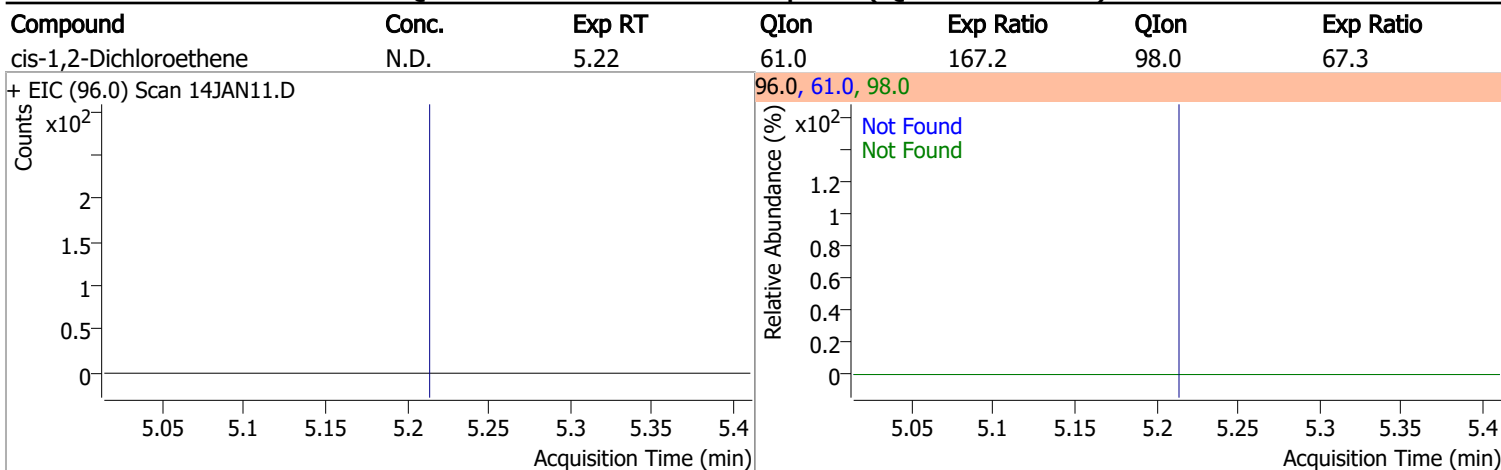 Compound Conc. Exp RT QIon Exp Ratio QIon Exp Ratio
cis-1,2-Dichloroethene N.D. 5.22 61.0 167.2 98.0 67.3
+ EIC (96.0) Scan 14JAN11.D
Counts
x10²
2
1.5
1
0.5
0
5.05 5.1 5.15 5.2 5.25 5.3 5.35 5.4
Acquisition Time (min)
96.0, 61.0, 98.0
Relative Abundance (%)
x10²
Not Found
Not Found
1.2
1
0.8
0.6
0.4
0.2
0
5.05 5.1 5.15 5.2 5.25 5.3 5.35 5.4
Acquisition Time (min)